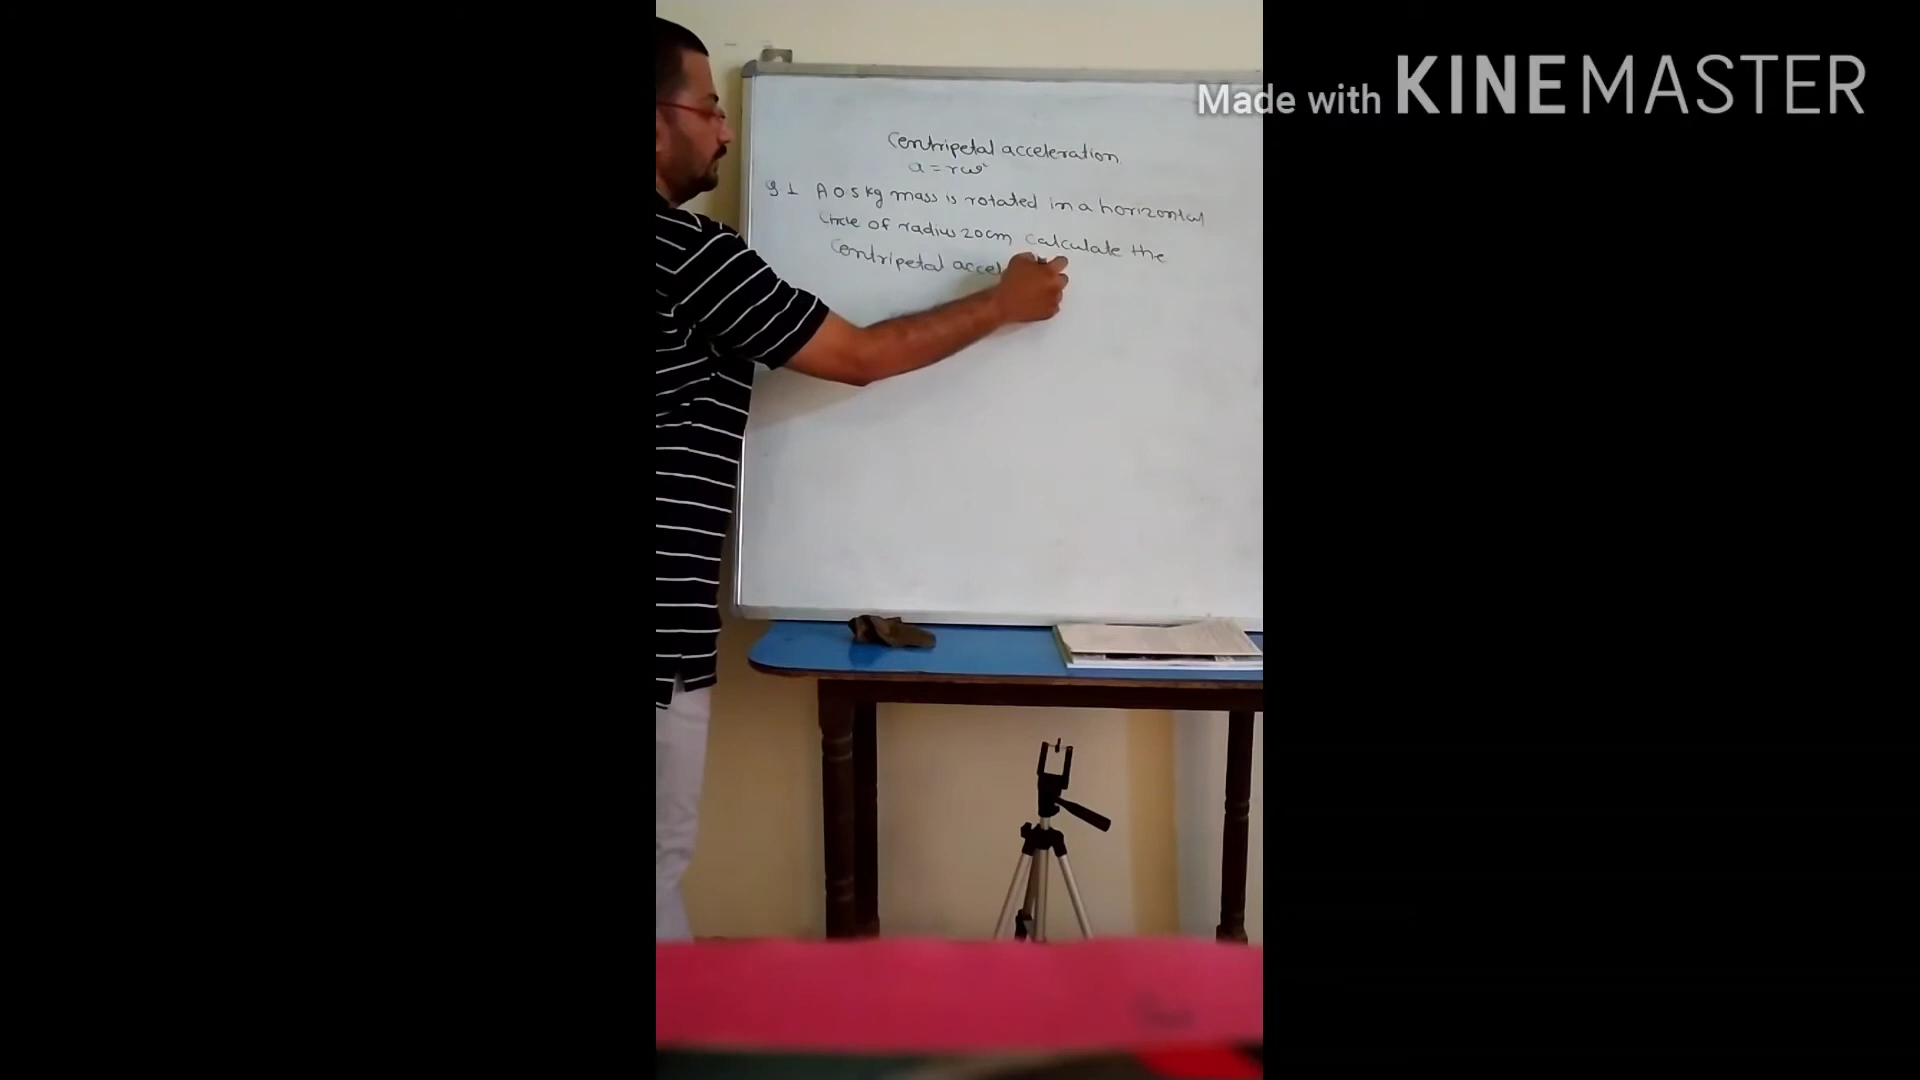 Made with KINEMASTER
Centripetal acceleration
a = rω²
Q 1 A 0 5 kg mass is rotated in a horizontal
Circle of radius 20cm Calculate the
Centripetal accel